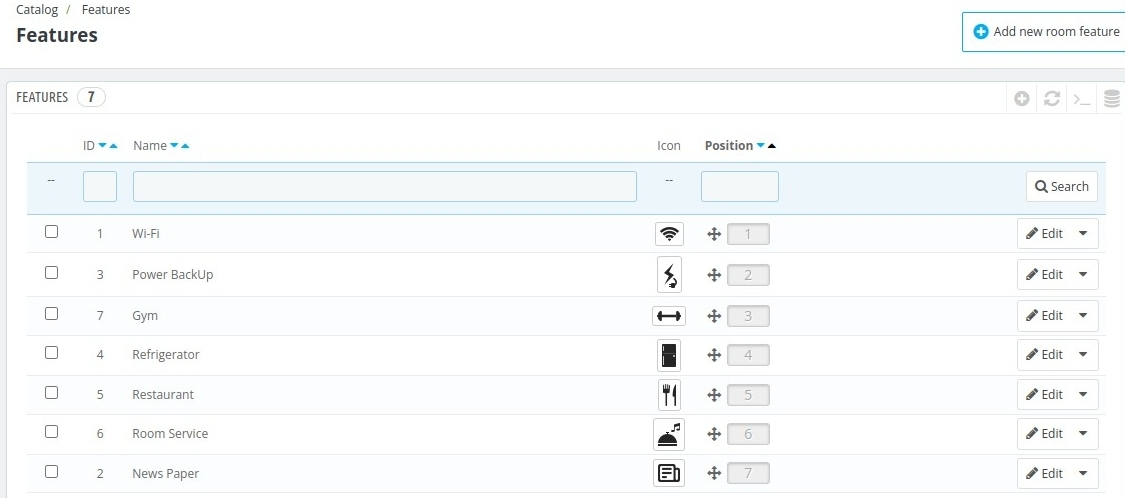 Catalog / Features
Features
Add new room feature
FEATURES 7
ID Name Icon Position
-- -- Search
1 Wi-Fi 1 Edit
3 Power BackUp 2 Edit
7 Gym 3 Edit
4 Refrigerator 4 Edit
5 Restaurant 5 Edit
6 Room Service 6 Edit
2 News Paper 7 Edit